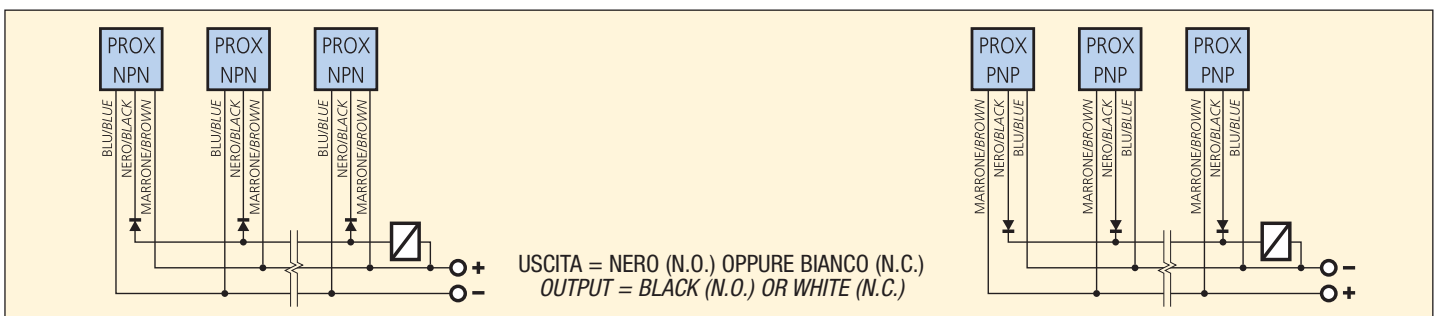 PROX
NPN
PROX
NPN
PROX
NPN
BLU/BLUE
NERO/BLACK
MARRONE/BROWN
BLU/BLUE
NERO/BLACK
MARRONE/BROWN
BLU/BLUE
NERO/BLACK
MARRONE/BROWN
+
−
USCITA = NERO (N.O.) OPPURE BIANCO (N.C.)
OUTPUT = BLACK (N.O.) OR WHITE (N.C.)
PROX
PNP
PROX
PNP
PROX
PNP
MARRONE/BROWN
NERO/BLACK
BLU/BLUE
MARRONE/BROWN
NERO/BLACK
BLU/BLUE
MARRONE/BROWN
NERO/BLACK
BLU/BLUE
−
+